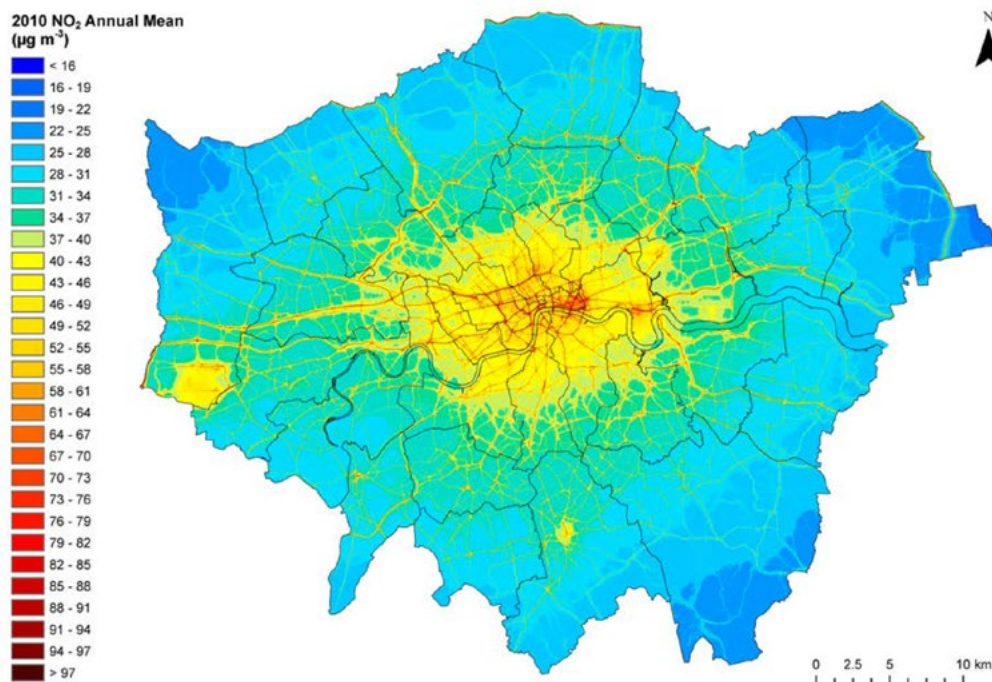 2010 NO₂ Annual Mean
(µg m⁻³)
< 16
16 - 19
19 - 22
22 - 25
25 - 28
28 - 31
31 - 34
34 - 37
37 - 40
40 - 43
43 - 46
46 - 49
49 - 52
52 - 55
55 - 58
58 - 61
61 - 64
64 - 67
67 - 70
70 - 73
73 - 76
76 - 79
79 - 82
82 - 85
85 - 88
88 - 91
91 - 94
94 - 97
> 97
N
0 2.5 5 10 km